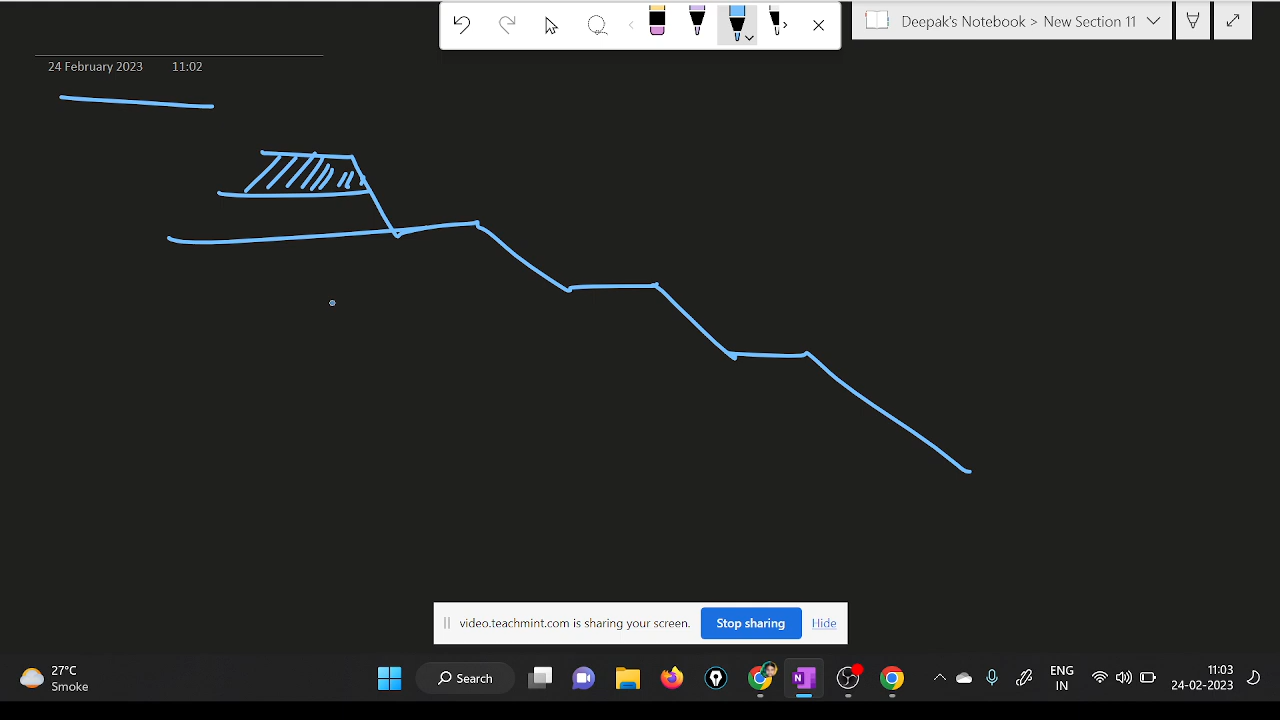 Deepak's Notebook > New Section 11
24 February 2023 11:02
video.teachmint.com is sharing your screen. Stop sharing Hide
27°C
Smoke
Search
ENG
IN
11:03
24-02-2023